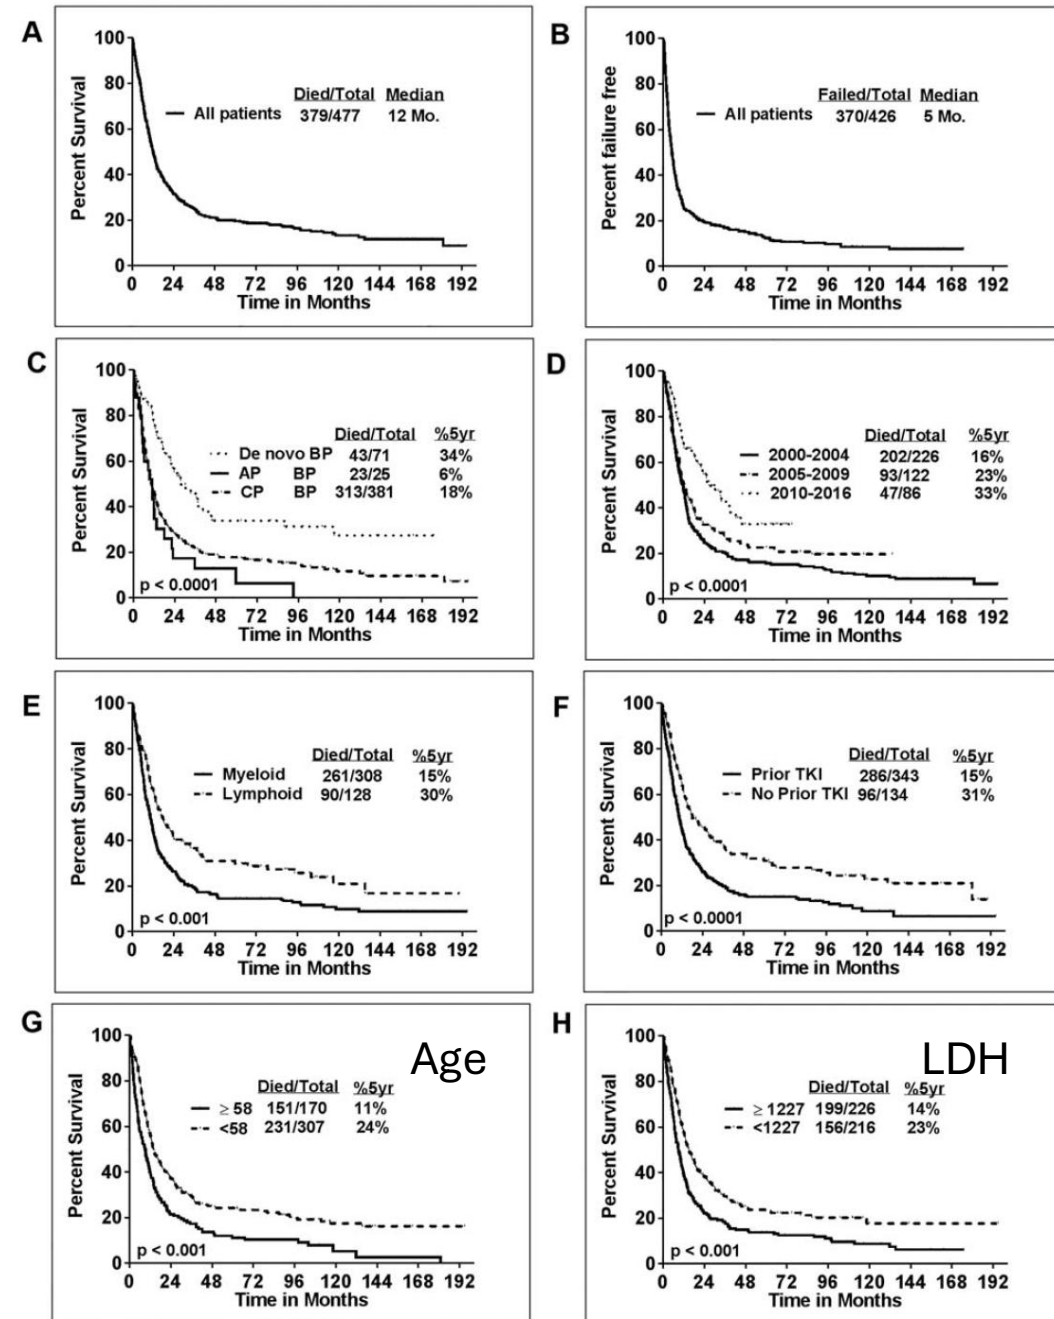 A
Percent Survival
100
80
60
40
20
0
Died/Total Median
All patients 379/477 12 Mo.
0 24 48 72 96 120 144 168 192
Time in Months
B
Percent failure free
100
80
60
40
20
0
Failed/Total Median
All patients 370/426 5 Mo.
0 24 48 72 96 120 144 168 192
Time in Months
C
Percent Survival
100
80
60
40
20
0
Died/Total %5yr
De novo BP 43/71 34%
AP BP 23/25 6%
CP BP 313/381 18%
p < 0.0001
0 24 48 72 96 120 144 168 192
Time in Months
D
Percent Survival
100
80
60
40
20
0
Died/Total %5yr
2000-2004 202/226 16%
2005-2009 93/122 23%
2010-2016 47/86 33%
p < 0.0001
0 24 48 72 96 120 144 168 192
Time in Months
E
Percent Survival
100
80
60
40
20
0
Died/Total %5yr
Myeloid 261/308 15%
Lymphoid 90/128 30%
p < 0.001
0 24 48 72 96 120 144 168 192
Time in Months
F
Percent Survival
100
80
60
40
20
0
Died/Total %5yr
Prior TKI 286/343 15%
No Prior TKI 96/134 31%
p < 0.0001
0 24 48 72 96 120 144 168 192
Time in Months
G
Age
Percent Survival
100
80
60
40
20
0
Died/Total %5yr
≥ 58 151/170 11%
<58 231/307 24%
p < 0.001
0 24 48 72 96 120 144 168 192
Time in Months
H
LDH
Percent Survival
100
80
60
40
20
0
Died/Total %5yr
≥ 1227 199/226 14%
<1227 156/216 23%
p < 0.001
0 24 48 72 96 120 144 168 192
Time in Months